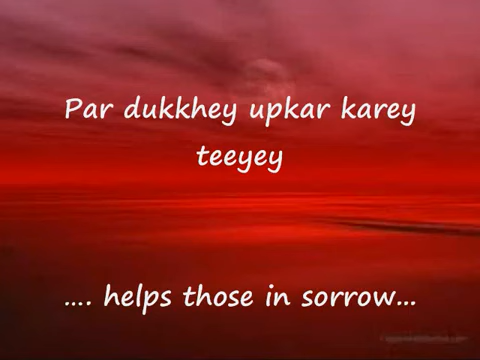 Par dukkhey upkar karey
teeyey
.... helps those in sorrow...